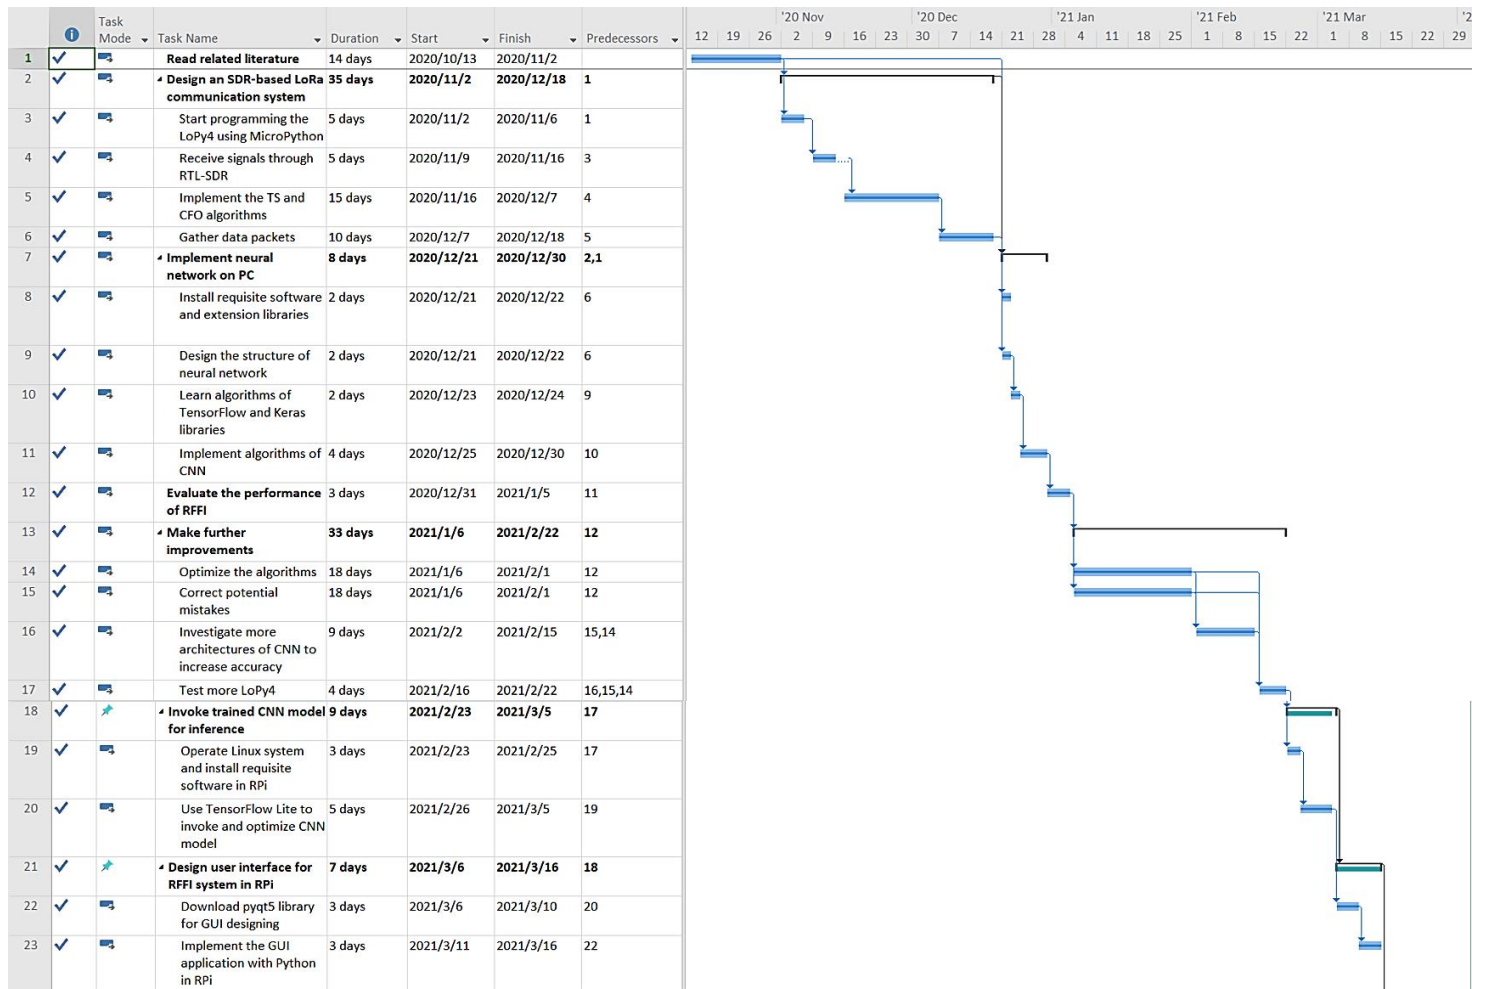 Task
Mode Task Name Duration Start Finish Predecessors
'20 Nov '20 Dec '21 Jan '21 Feb '21 Mar '2
12 19 26 2 9 16 23 30 7 14 21 28 4 11 18 25 1 8 15 22 1 8 15 22 29
1 Read related literature 14 days 2020/10/13 2020/11/2
2 Design an SDR-based LoRa 35 days 2020/11/2 2020/12/18 1
communication system
3 Start programming the 5 days 2020/11/2 2020/11/6 1
LoPy4 using MicroPython
4 Receive signals through 5 days 2020/11/9 2020/11/16 3
RTL-SDR
5 Implement the TS and 15 days 2020/11/16 2020/12/7 4
CFO algorithms
6 Gather data packets 10 days 2020/12/7 2020/12/18 5
7 Implement neural 8 days 2020/12/21 2020/12/30 2,1
network on PC
8 Install requisite software 2 days 2020/12/21 2020/12/22 6
and extension libraries
9 Design the structure of 2 days 2020/12/21 2020/12/22 6
neural network
10 Learn algorithms of 2 days 2020/12/23 2020/12/24 9
TensorFlow and Keras
libraries
11 Implement algorithms of 4 days 2020/12/25 2020/12/30 10
CNN
12 Evaluate the performance 3 days 2020/12/31 2021/1/5 11
of RFFI
13 Make further 33 days 2021/1/6 2021/2/22 12
improvements
14 Optimize the algorithms 18 days 2021/1/6 2021/2/1 12
15 Correct potential 18 days 2021/1/6 2021/2/1 12
mistakes
16 Investigate more 9 days 2021/2/2 2021/2/15 15,14
architectures of CNN to
increase accuracy
17 Test more LoPy4 4 days 2021/2/16 2021/2/22 16,15,14
18 Invoke trained CNN model 9 days 2021/2/23 2021/3/5 17
for inference
19 Operate Linux system 3 days 2021/2/23 2021/2/25 17
and install requisite
software in RPi
20 Use TensorFlow Lite to 5 days 2021/2/26 2021/3/5 19
invoke and optimize CNN
model
21 Design user interface for 7 days 2021/3/6 2021/3/16 18
RFFI system in RPi
22 Download pyqt5 library 3 days 2021/3/6 2021/3/10 20
for GUI designing
23 Implement the GUI 3 days 2021/3/11 2021/3/16 22
application with Python
in RPi